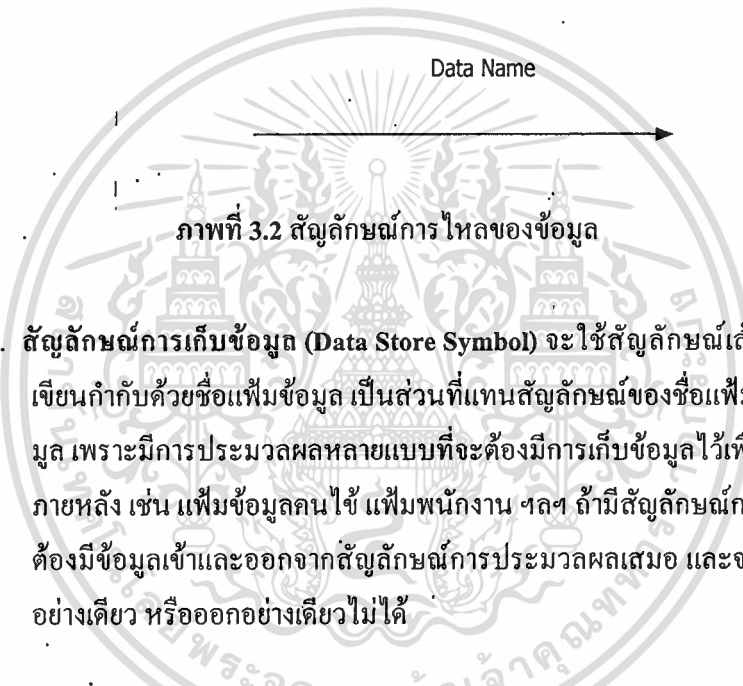 Data Name
ภาพที่ 3.2 สัญลักษณ์การไหลของข้อมูล
. สัญลักษณ์การเก็บข้อมูล (Data Store Symbol) จะใช้สัญลักษณ์
เขียนกำกับด้วยชื่อแฟ้มข้อมูล เป็นส่วนที่แทนสัญลักษณ์ของชื่อแฟ้
มูล เพราะมีการประมวลผลหลายแบบที่จะต้องมีการเก็บข้อมูลไว้
ภายหลัง เช่น แฟ้มข้อมูลคนไข้ แฟ้มพนักงาน ฯลฯ ถ้ามีสัญลักษณ์
ต้องมีข้อมูลเข้าและออกจากสัญลักษณ์การประมวลผลเสมอ
อย่างเดียว หรือออกอย่างเดียวไม่ได้